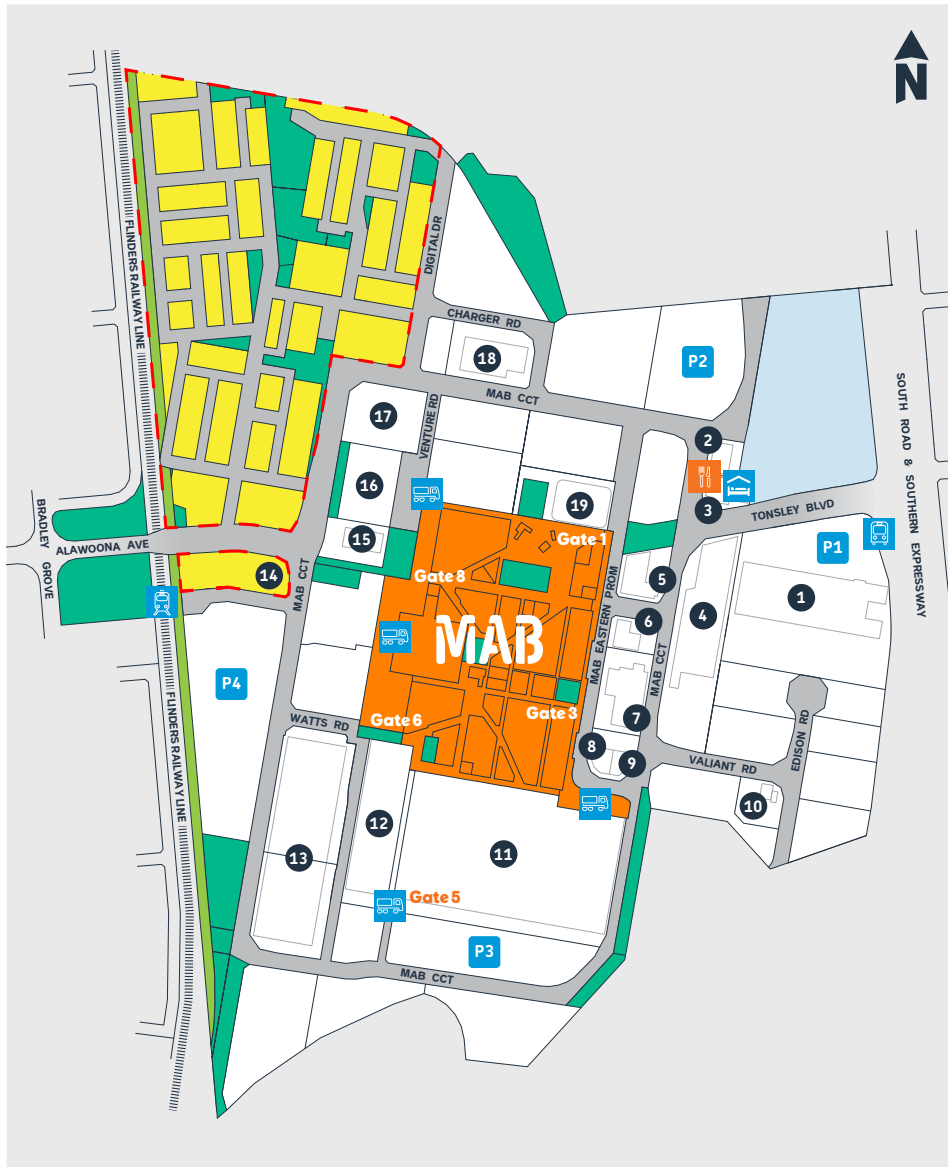 N
FLINDERS RAILWAY LINE
DIGITAL DR
CHARGER RD
18
P2
MAB CCT
17
VENTURE RD
2
SOUTH ROAD & SOUTHERN EXPRESSWAY
16
3
TONSLEY BLVD
19
BRADLEY GROVE
ALAWOONA AVE
15
Gate 1
P1
14
MAB CCT
Gate 8
5
1
MAB EASTERN PROM
6
4
MAB
MAB CCT
P4
Gate 3
7
WATTS RD
Gate 6
8
9
EDISON RD
VALIANT RD
FLINDERS RAILWAY LINE
10
12
11
13
Gate 5
P3
MAB CCT